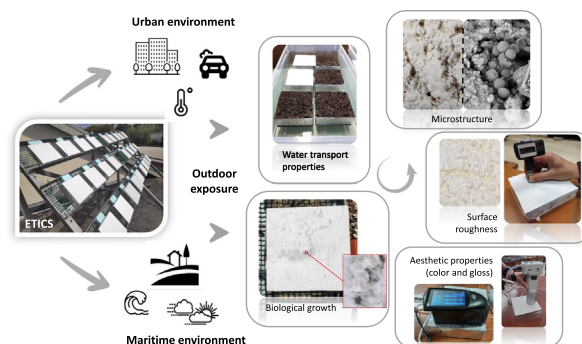 Urban environment
Microstructure
Water transport
properties
Outdoor
exposure
ETICS
Surface
roughness
Aesthetic properties
(color and gloss)
Biological growth
Maritime environment